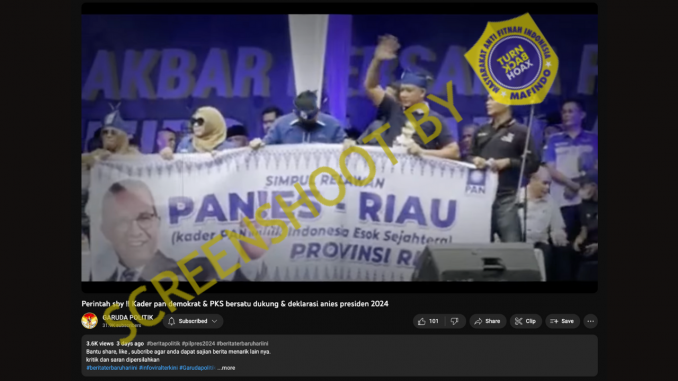 AKBAR BERSAMA
MASYARAKAT ANTI FITNAH INDONESIA
TURN
BACK
HOAX
MAFINDO
SIMPUL RELAWAN
PAN
PANIES - RIAU
(kader PAN Indonesia Esok Sejahtera)
PROVINSI
SCREENSHOOT BY
Perintah sby !! Kader pan demokrat & PKS bersatu dukung & deklarasi anies presiden 2024
GARUDA POLITIK
subscribers
Subscribed
101
Share
Clip
Save
3.6K views 3 days ago #beritapolitik #pilpres2024 #beritaterbaruhariini
Bantu share, like , subcribe agar anda dapat sajian berita menarik lain nya.
kritik dan saran dipersilahkan
#beritaterbaruhariini #infoviralterkini #Garudapoliti ...more